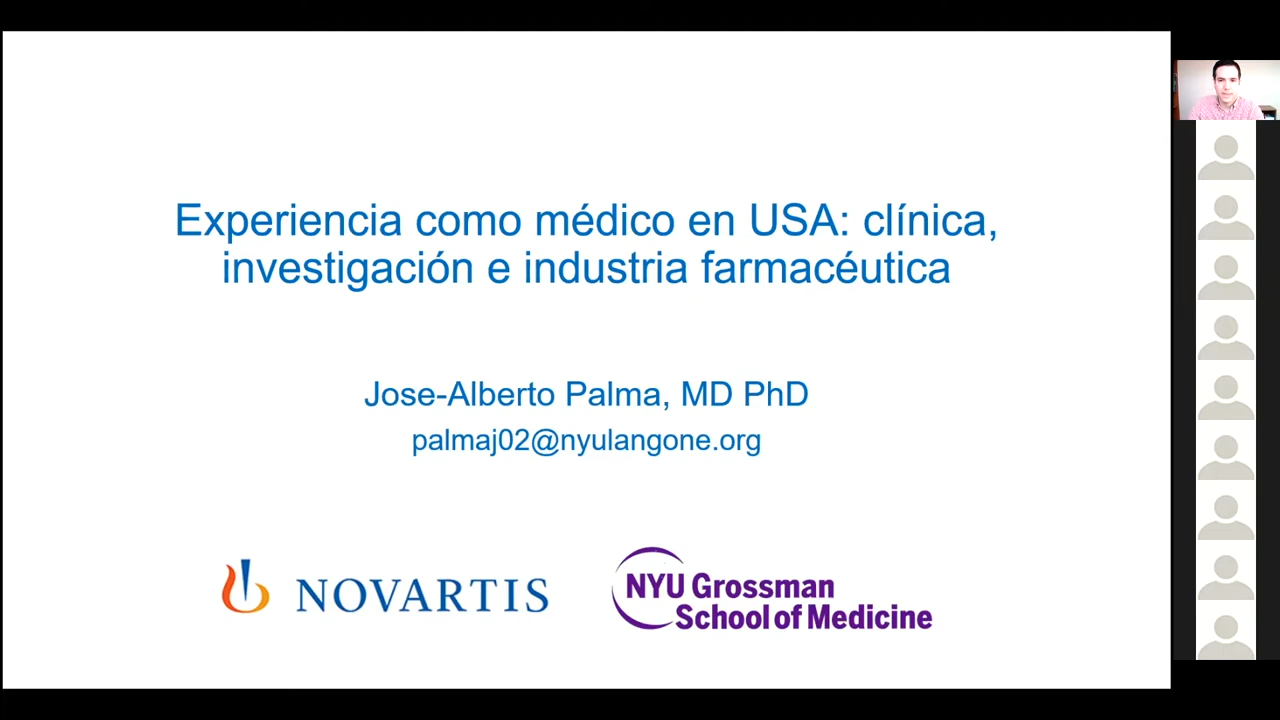 Experiencia como médico en USA: clínica,
investigación e industria farmacéutica
Jose-Alberto Palma, MD PhD
palmaj02@nyulangone.org
NOVARTIS
NYU Grossman
School of Medicine